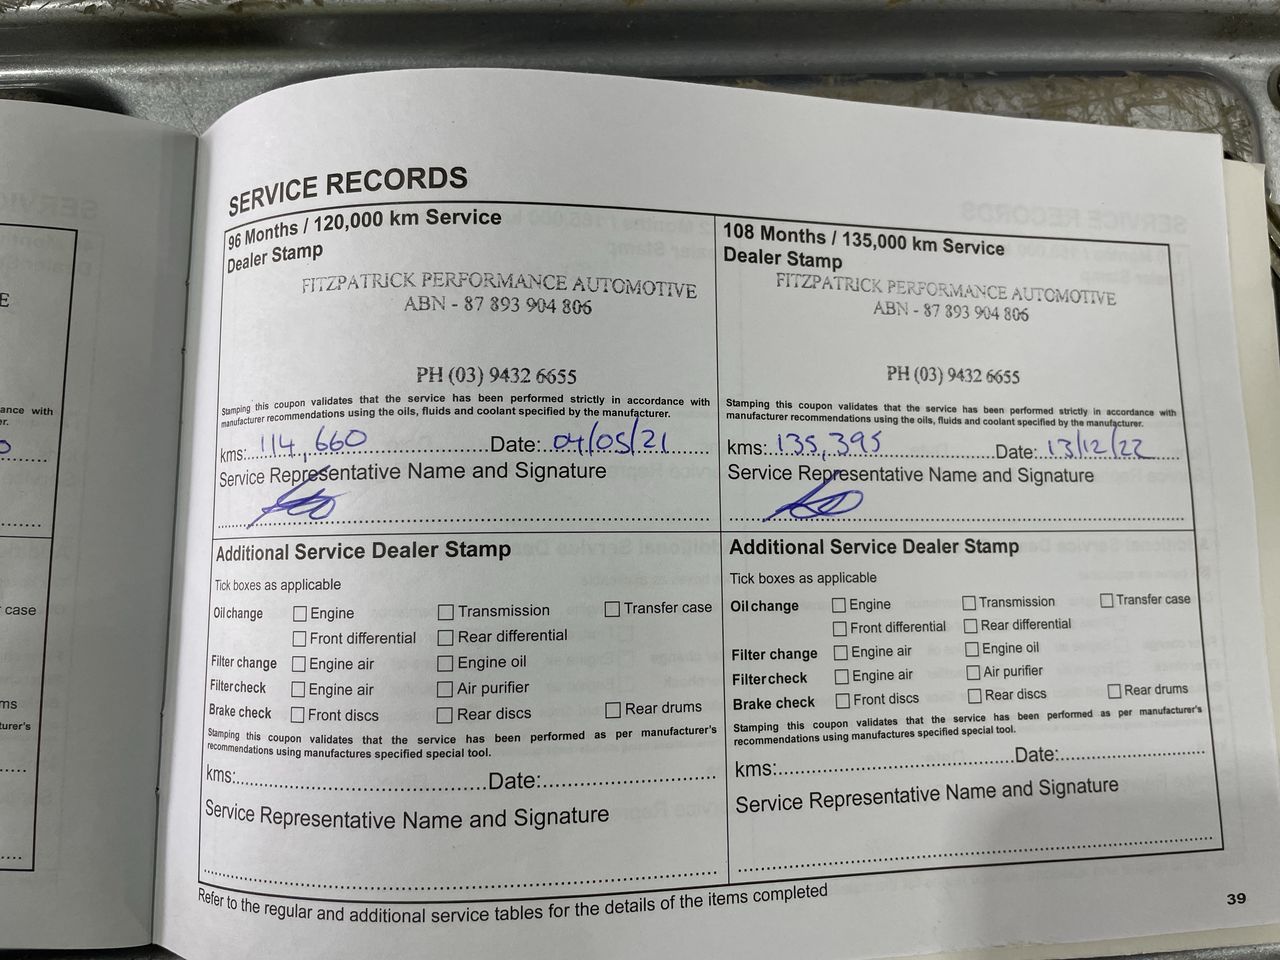 SERVICE RECORDS
96 Months / 120,000 km Service
Dealer Stamp
FITZPATRICK PERFORMANCE AUTOMOTIVE
ABN - 87 893 904 806
PH (03) 9432 6655
Stamping this coupon validates that the service has been performed strictly in accordance with
manufacturer recommendations using the oils, fluids and coolant specified by the manufacturer.
kms: 114,660 Date: 04/05/21
Service Representative Name and Signature
Additional Service Dealer Stamp
Tick boxes as applicable
Oil change Engine Transmission Transfer case
Front differential Rear differential
Filter change Engine air Engine oil
Filter check Engine air Air purifier
Brake check Front discs Rear discs Rear drums
Stamping this coupon validates that the service has been performed as per manufacturer's
recommendations using manufactures specified special tool.
kms: Date:
Service Representative Name and Signature
108 Months / 135,000 km Service
Dealer Stamp
FITZPATRICK PERFORMANCE AUTOMOTIVE
ABN - 87 893 904 806
PH (03) 9432 6655
Stamping this coupon validates that the service has been performed strictly in accordance with
manufacturer recommendations using the oils, fluids and coolant specified by the manufacturer.
kms: 135,395 Date: 13/12/22
Service Representative Name and Signature
Additional Service Dealer Stamp
Tick boxes as applicable
Oil change Engine Transmission Transfer case
Front differential Rear differential
Filter change Engine air Engine oil
Filter check Engine air Air purifier
Brake check Front discs Rear discs Rear drums
Stamping this coupon validates that the service has been performed as per manufacturer's
recommendations using manufactures specified special tool.
kms: Date:
Service Representative Name and Signature
Refer to the regular and additional service tables for the details of the items completed
39